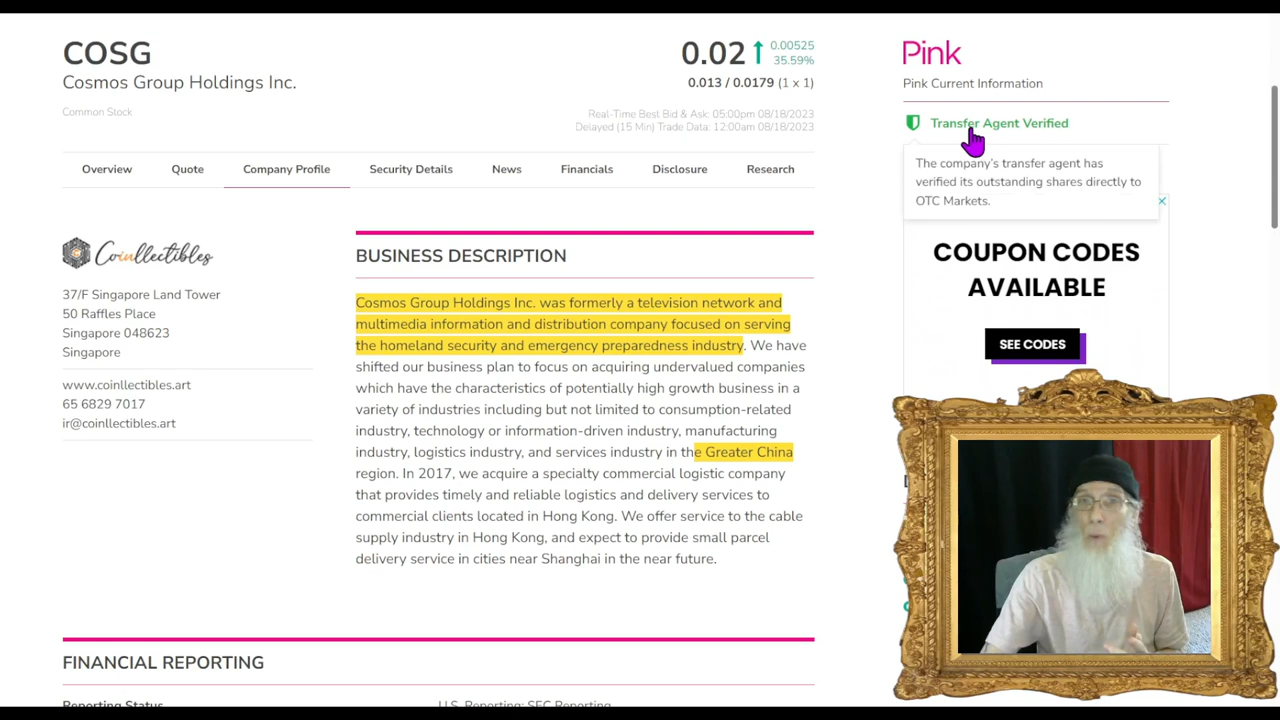 COSG
Cosmos Group Holdings Inc.
Common Stock
0.02
0.00525
35.59%
0.013 / 0.0179 (1 x 1)
Real-Time Best Bid & Ask: 05:00pm 08/18/2023
Delayed (15 Min) Trade Data: 12:00am 08/18/2023
Overview Quote Company Profile Security Details News Financials Disclosure Research
Coinllectibles
37/F Singapore Land Tower
50 Raffles Place
Singapore 048623
Singapore
www.coinllectibles.art
65 6829 7017
ir@coinllectibles.art
BUSINESS DESCRIPTION
Cosmos Group Holdings Inc. was formerly a television network and
multimedia information and distribution company focused on serving
the homeland security and emergency preparedness industry. We have
shifted our business plan to focus on acquiring undervalued companies
which have the characteristics of potentially high growth business in a
variety of industries including but not limited to consumption-related
industry, technology or information-driven industry, manufacturing
industry, logistics industry, and services industry in the Greater China
region. In 2017, we acquire a specialty commercial logistic company
that provides timely and reliable logistics and delivery services to
commercial clients located in Hong Kong. We offer service to the cable
supply industry in Hong Kong, and expect to provide small parcel
delivery service in cities near Shanghai in the near future.
FINANCIAL REPORTING
Reporting Status
U.S. Reporting: SEC Reporting
Pink
Pink Current Information
Transfer Agent Verified
The company's transfer agent has
verified its outstanding shares directly to
OTC Markets.
COUPON CODES
AVAILABLE
SEE CODES